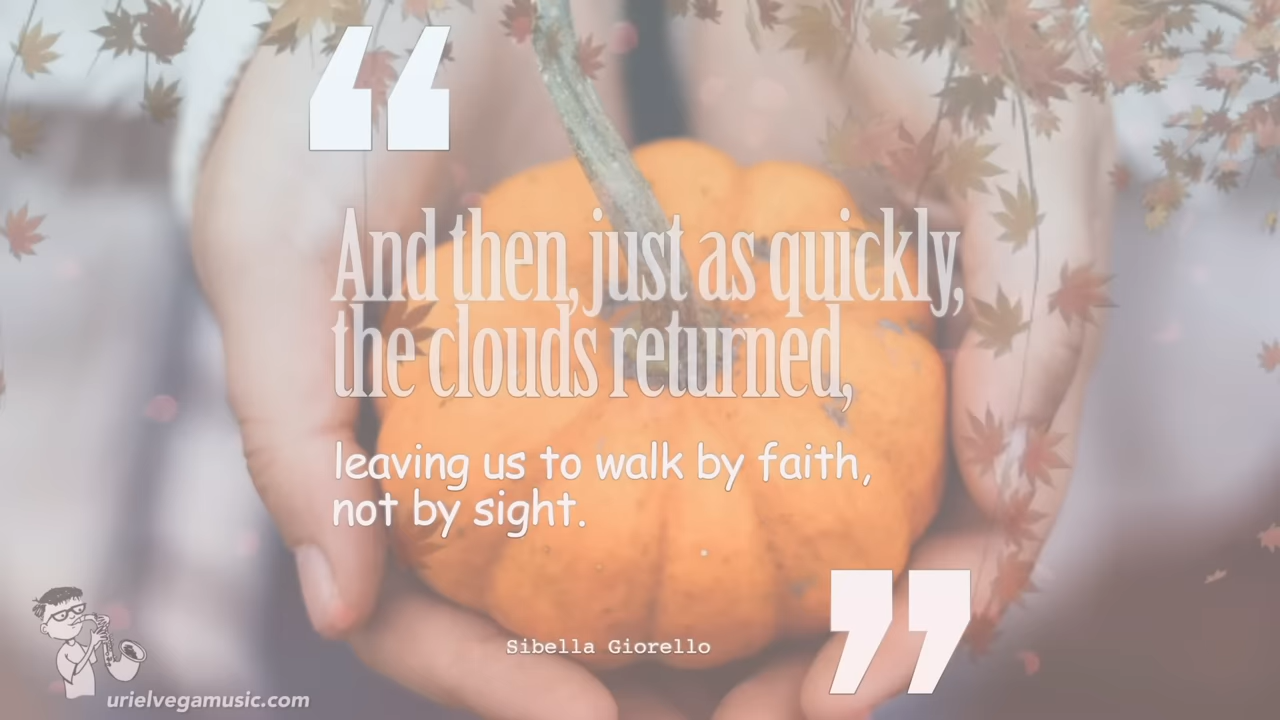 “
And then, just as quickly,
the clouds returned,
leaving us to walk by faith,
not by sight.
”
Sibella Giorello
urielvegamusic.com